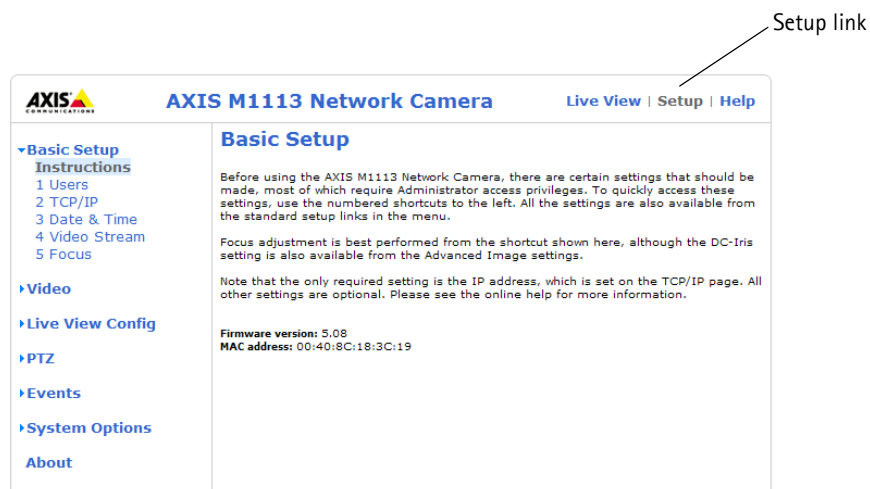 Setup link
AXIS
COMMUNICATIONS
AXIS M1113 Network Camera
Live View | Setup | Help
Basic Setup
Instructions
1 Users
2 TCP/IP
3 Date & Time
4 Video Stream
5 Focus
Video
Live View Config
PTZ
Events
System Options
About
Basic Setup
Before using the AXIS M1113 Network Camera, there are certain settings that should be
made, most of which require Administrator access privileges. To quickly access these
settings, use the numbered shortcuts to the left. All the settings are also available from
the standard setup links in the menu.
Focus adjustment is best performed from the shortcut shown here, although the DC-Iris
setting is also available from the Advanced Image settings.
Note that the only required setting is the IP address, which is set on the TCP/IP page. All
other settings are optional. Please see the online help for more information.
Firmware version: 5.08
MAC address: 00:40:8C:18:3C:19